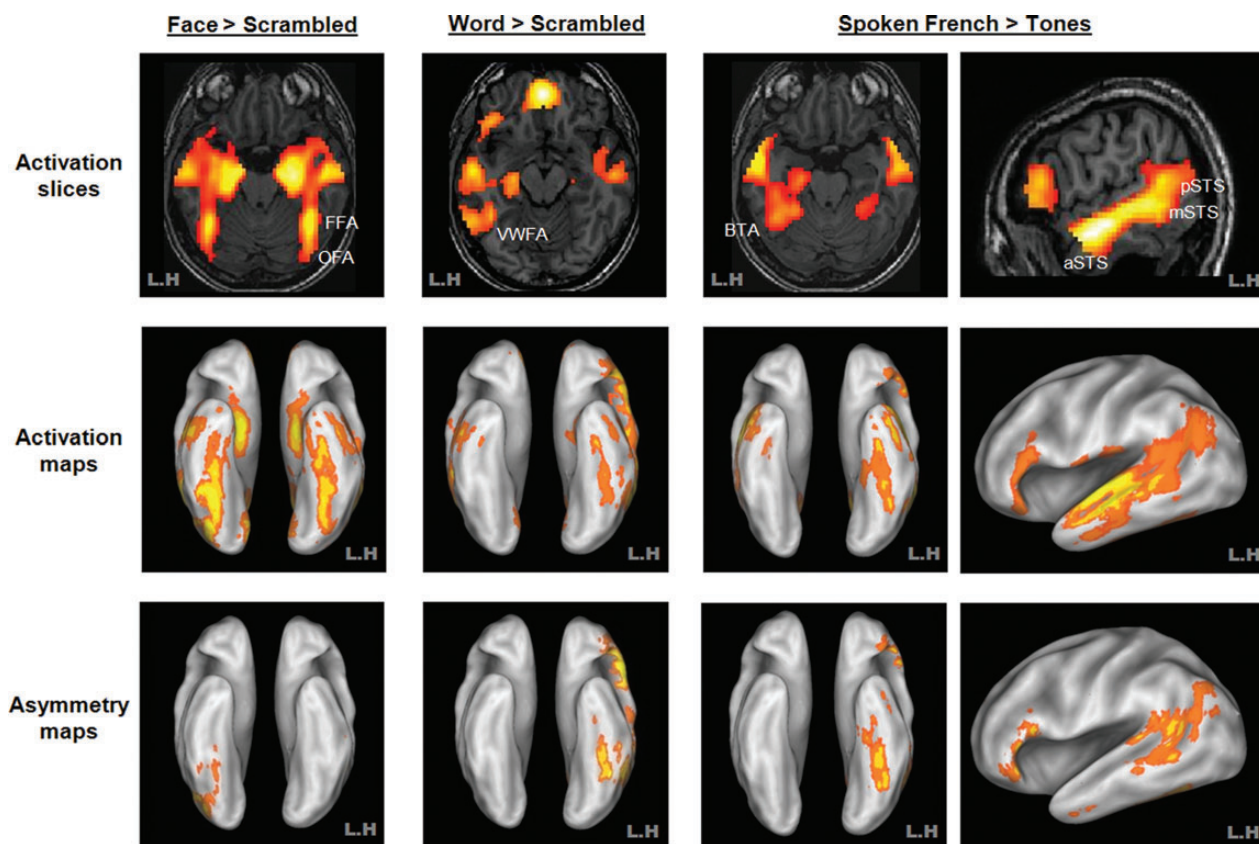 Face > Scrambled
Word > Scrambled
Spoken French > Tones
Activation
slices
FFA
OFA
L.H
VWFA
L.H
BTA
L.H
pSTS
mSTS
aSTS
L.H
Activation
maps
L.H
L.H
L.H
L.H
Asymmetry
maps
L.H
L.H
L.H
L.H